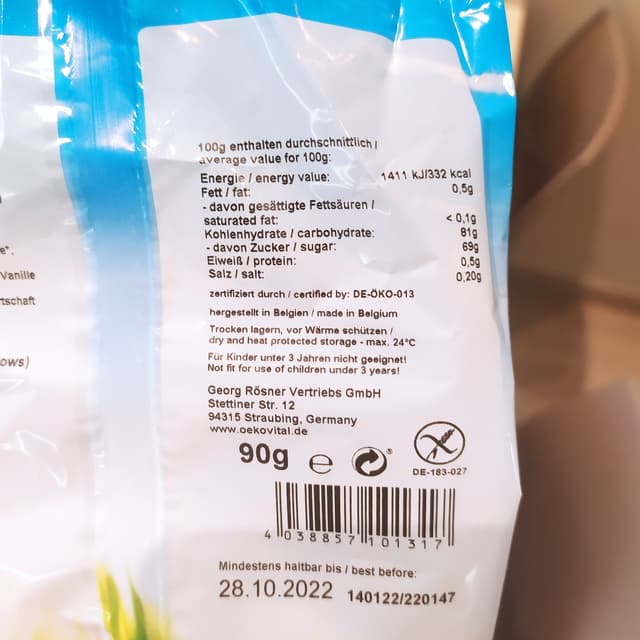 e*,
Vanille
tschaft
ows)
100g enthalten durchschnittlich /
average value for 100g:
Energie / energy value: 1411 kJ/332 kcal
Fett / fat: 0,5g
- davon gesättigte Fettsäuren /
saturated fat: < 0,1g
Kohlenhydrate / carbohydrate: 81g
- davon Zucker / sugar: 69g
Eiweiß / protein: 0,5g
Salz / salt: 0,20g
zertifiziert durch / certified by: DE-ÖKO-013
hergestellt in Belgien / made in Belgium
Trocken lagern, vor Wärme schützen /
dry and heat protected storage - max. 24°C
Für Kinder unter 3 Jahren nicht geeignet!
Not fit for use of children under 3 years!
Georg Rösner Vertriebs GmbH
Stettiner Str. 12
94315 Straubing, Germany
www.oekovital.de
90g ℮ ®
DE-183-027
4 038857 101317
Mindestens haltbar bis / best before:
28.10.2022 140122/220147